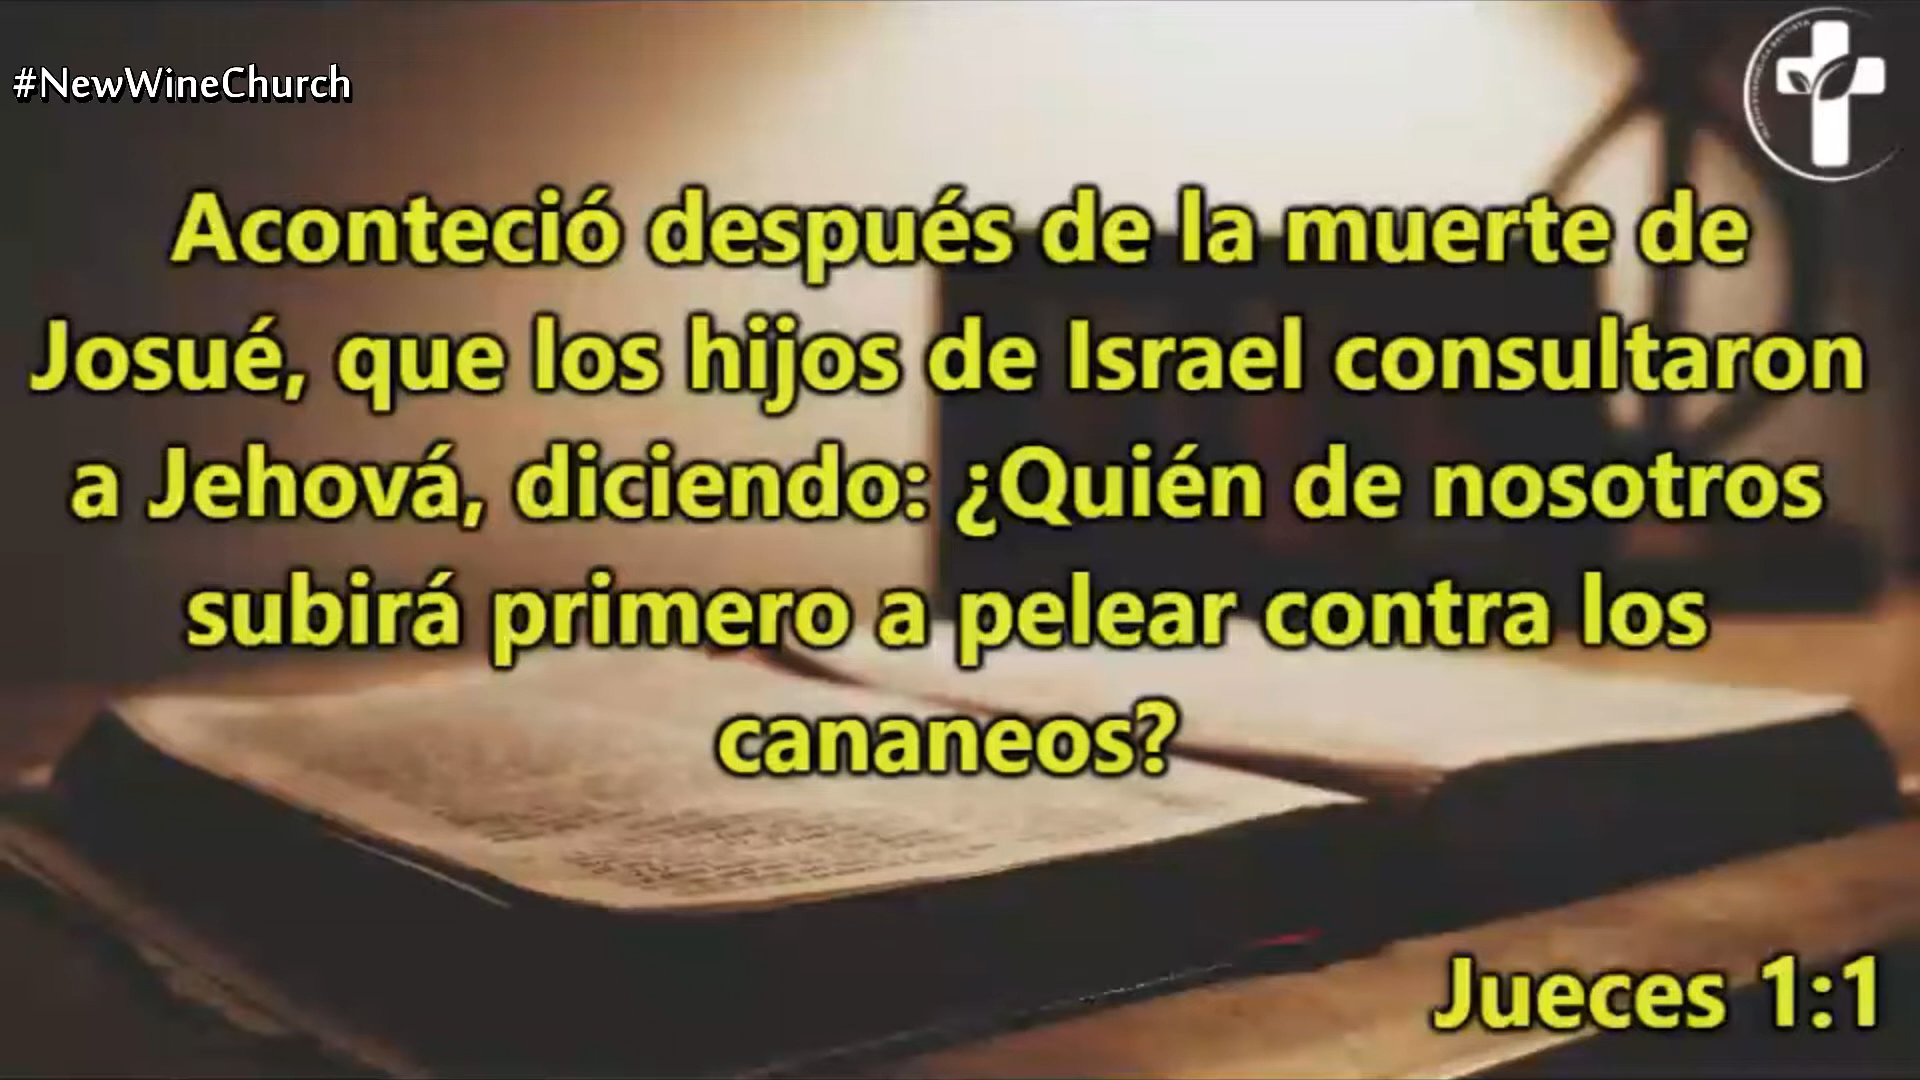 #NewWineChurch
Aconteció después de la muerte de
Josué, que los hijos de Israel consultaron
a Jehová, diciendo: ¿Quién de nosotros
subirá primero a pelear contra los
cananeos?
Jueces 1:1